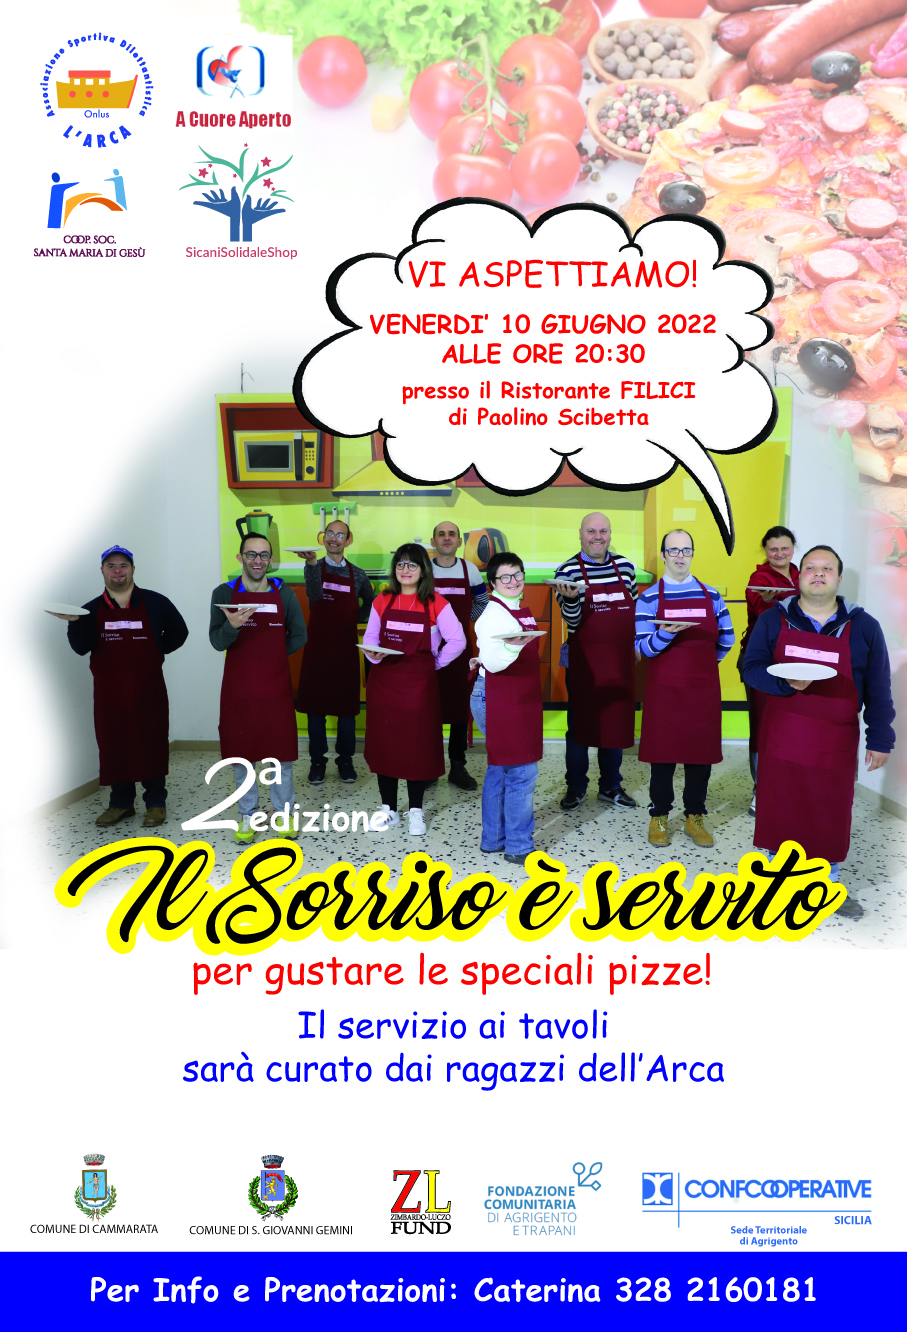 Associazione Sportiva Dilettantistica
Onlus
L'ARCA
A Cuore Aperto
COOP. SOC.
SANTA MARIA DI GESÙ
SicaniSolidaleShop
VI ASPETTIAMO!
VENERDI' 10 GIUGNO 2022
ALLE ORE 20:30
presso il Ristorante FILICI
di Paolino Scibetta
2a
edizione
Il Sorriso è servito
per gustare le speciali pizze!
Il servizio ai tavoli
sarà curato dai ragazzi dell'Arca
COMUNE DI CAMMARATA
COMUNE DI S. GIOVANNI GEMINI
ZL
ZIMBARDO-LUCZO
FUND
FONDAZIONE
COMUNITARIA
DI AGRIGENTO
E TRAPANI
CONFCOOPERATIVE
SICILIA
Sede Territoriale
di Agrigento
Per Info e Prenotazioni: Caterina 328 2160181